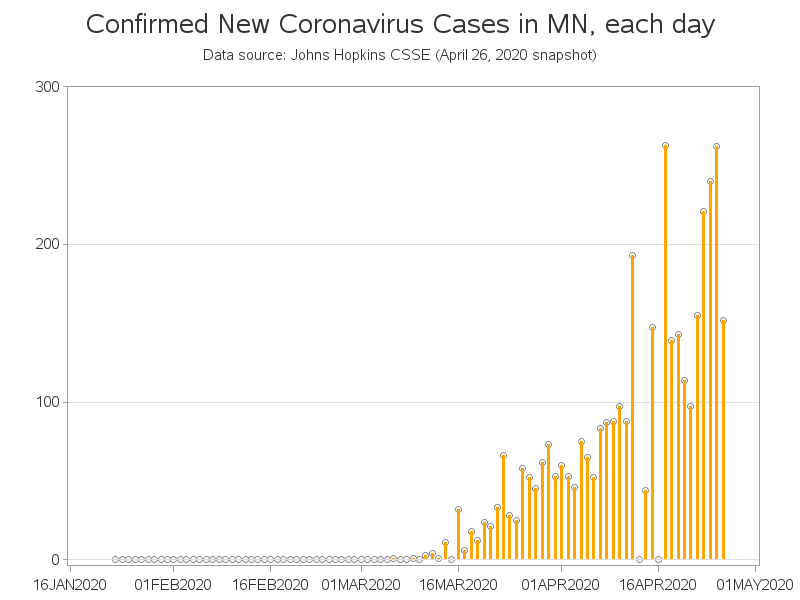 Confirmed New Coronavirus Cases in MN, each day
Data source: Johns Hopkins CSSE (April 26, 2020 snapshot)
300
200
100
0
16JAN2020 01FEB2020 16FEB2020 01MAR2020 16MAR2020 01APR2020 16APR2020 01MAY2020